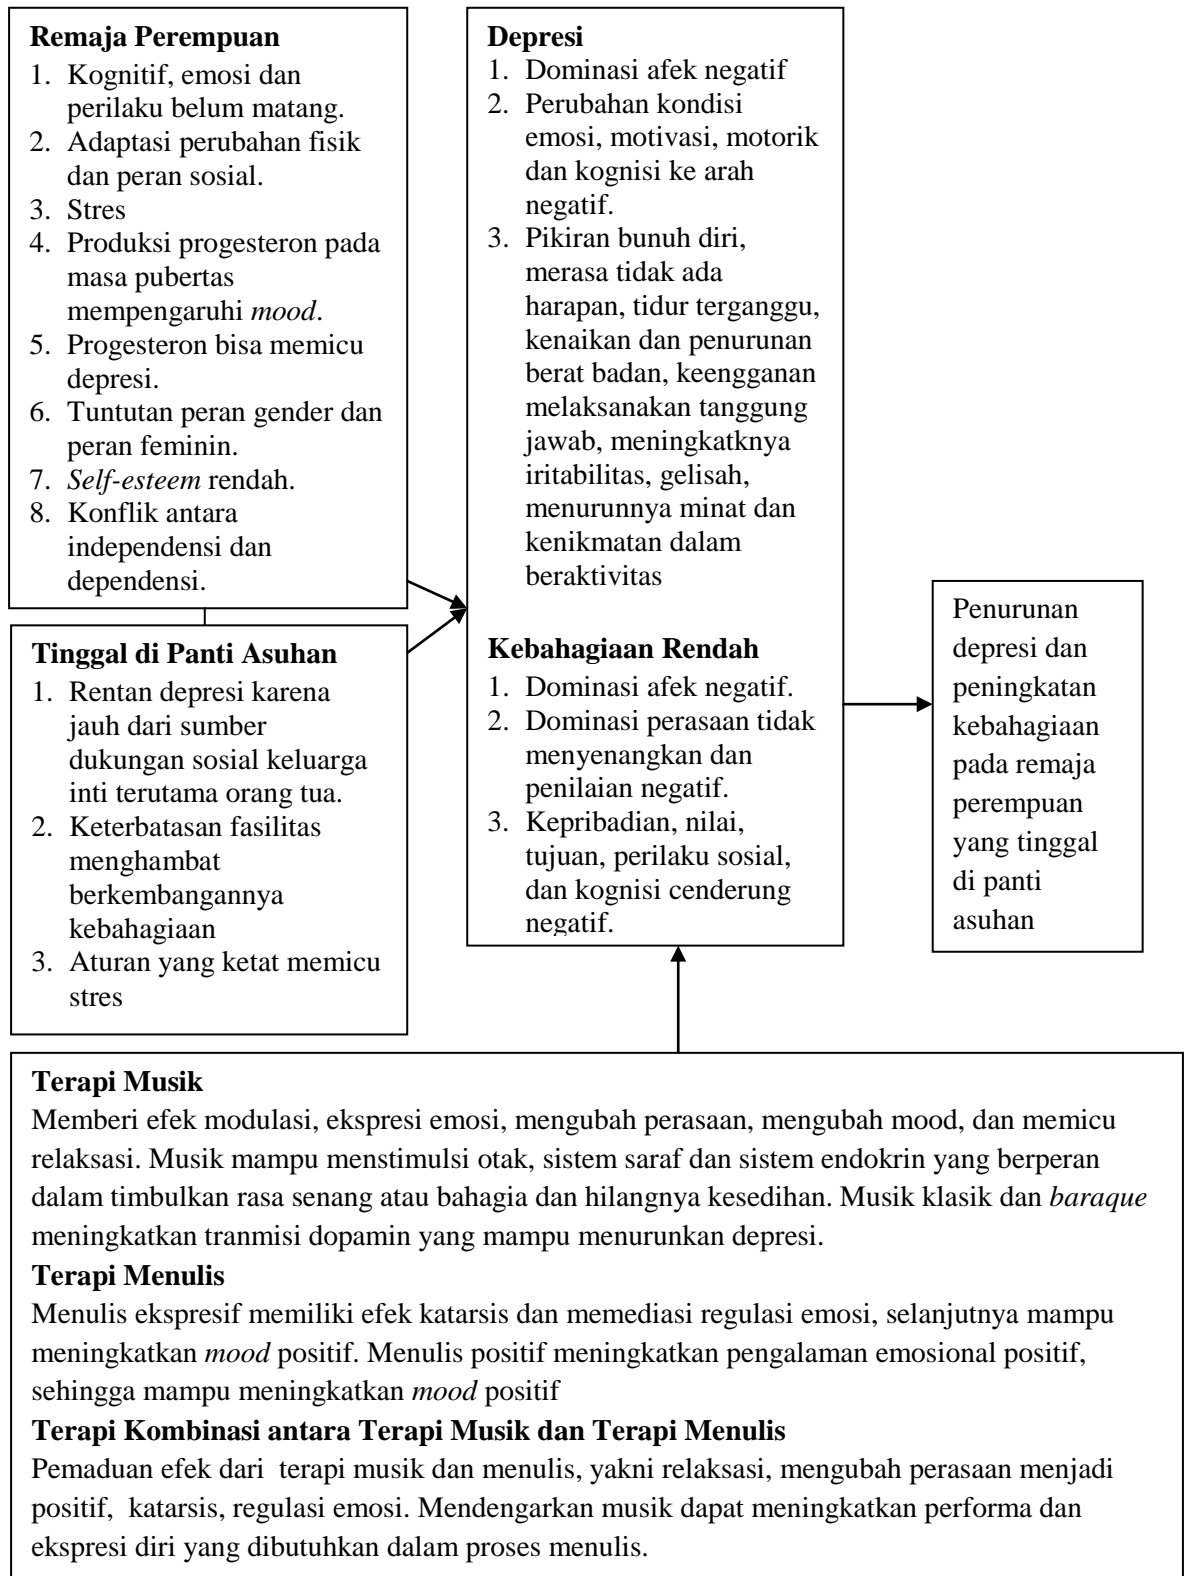 Remaja Perempuan
1. Kognitif, emosi dan
perilaku belum matang.
2. Adaptasi perubahan fisik
dan peran sosial.
3. Stres
4. Produksi progesteron pada
masa pubertas
mempengaruhi mood.
5. Progesteron bisa memicu
depresi.
6. Tuntutan peran gender dan
peran feminin.
7. Self-esteem rendah.
8. Konflik antara
independensi dan
dependensi.
Tinggal di Panti Asuhan
1. Rentan depresi karena
jauh dari sumber
dukungan sosial keluarga
inti terutama orang tua.
2. Keterbatasan fasilitas
menghambat
berkembangannya
kebahagiaan
3. Aturan yang ketat memicu
stres
Depresi
1. Dominasi afek negatif
2. Perubahan kondisi
emosi, motivasi, motorik
dan kognisi ke arah
negatif.
3. Pikiran bunuh diri,
merasa tidak ada
harapan, tidur terganggu,
kenaikan dan penurunan
berat badan, keengganan
melaksanakan tanggung
jawab, meningkatknya
iritabilitas, gelisah,
menurunnya minat dan
kenikmatan dalam
beraktivitas
Kebahagiaan Rendah
1. Dominasi afek negatif.
2. Dominasi perasaan tidak
menyenangkan dan
penilaian negatif.
3. Kepribadian, nilai,
tujuan, perilaku sosial,
dan kognisi cenderung
negatif.
Penurunan
depresi dan
peningkatan
kebahagiaan
pada remaja
perempuan
yang tinggal
di panti
asuhan
Terapi Musik
Memberi efek modulasi, ekspresi emosi, mengubah perasaan, mengubah mood, dan memicu
relaksasi. Musik mampu menstimulsi otak, sistem saraf dan sistem endokrin yang berperan
dalam timbulkan rasa senang atau bahagia dan hilangnya kesedihan. Musik klasik dan baraque
meningkatkan tranmisi dopamin yang mampu menurunkan depresi.
Terapi Menulis
Menulis ekspresif memiliki efek katarsis dan memediasi regulasi emosi, selanjutnya mampu
meningkatkan mood positif. Menulis positif meningkatkan pengalaman emosional positif,
sehingga mampu meningkatkan mood positif
Terapi Kombinasi antara Terapi Musik dan Terapi Menulis
Pemaduan efek dari terapi musik dan menulis, yakni relaksasi, mengubah perasaan menjadi
positif, katarsis, regulasi emosi. Mendengarkan musik dapat meningkatkan performa dan
ekspresi diri yang dibutuhkan dalam proses menulis.